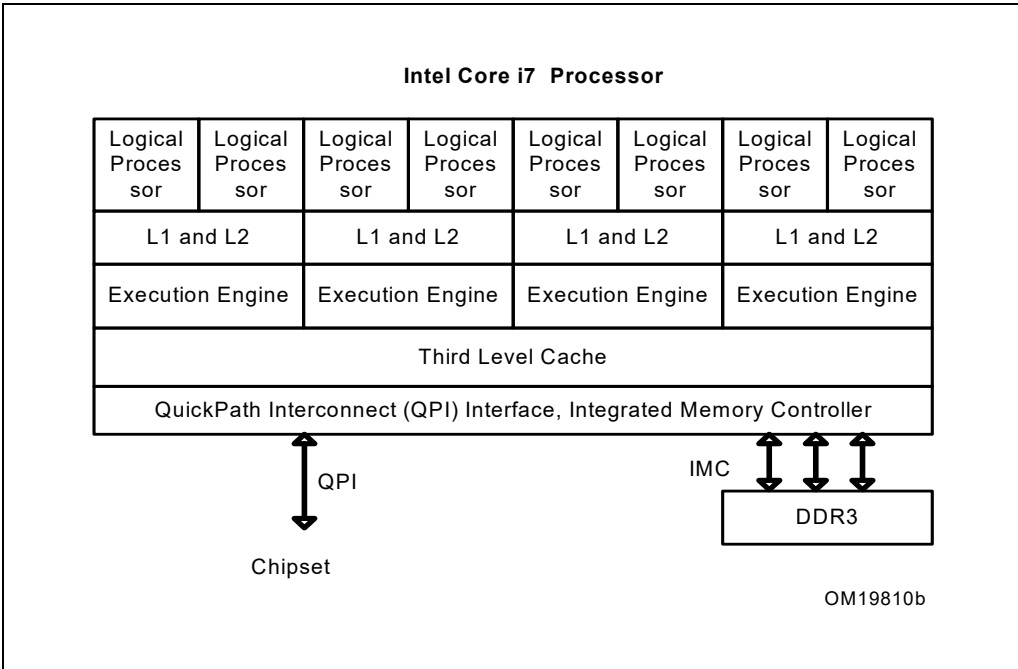 Intel Core i7 Processor
Logical Logical Logical Logical Logical Logical Logical Logical
Proces Proces Proces Proces Proces Proces Proces Proces
sor sor sor sor sor sor sor sor
L1 and L2 L1 and L2 L1 and L2 L1 and L2
Execution Engine Execution Engine Execution Engine Execution Engine
Third Level Cache
QuickPath Interconnect (QPI) Interface, Integrated Memory Controller
IMC
QPI
DDR3
Chipset
OM19810b